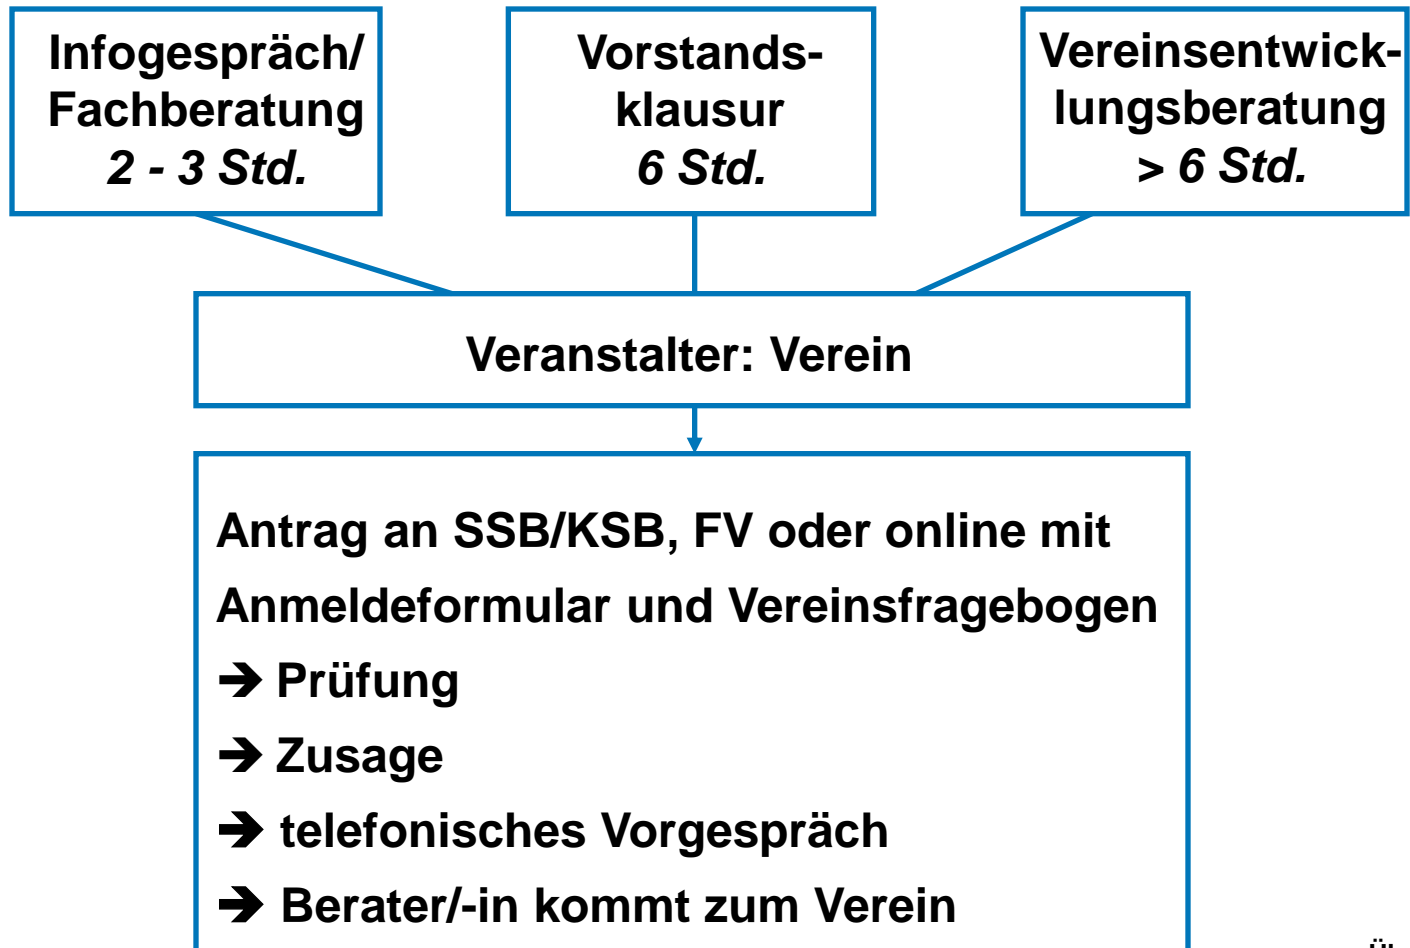 Infogespräch/
Fachberatung
2 - 3 Std.
Vorstands-
klausur
6 Std.
Vereinsentwick-
lungsberatung
> 6 Std.
Veranstalter: Verein
Antrag an SSB/KSB, FV oder online mit
Anmeldeformular und Vereinsfragebogen
➔ Prüfung
➔ Zusage
➔ telefonisches Vorgespräch
➔ Berater/-in kommt zum Verein